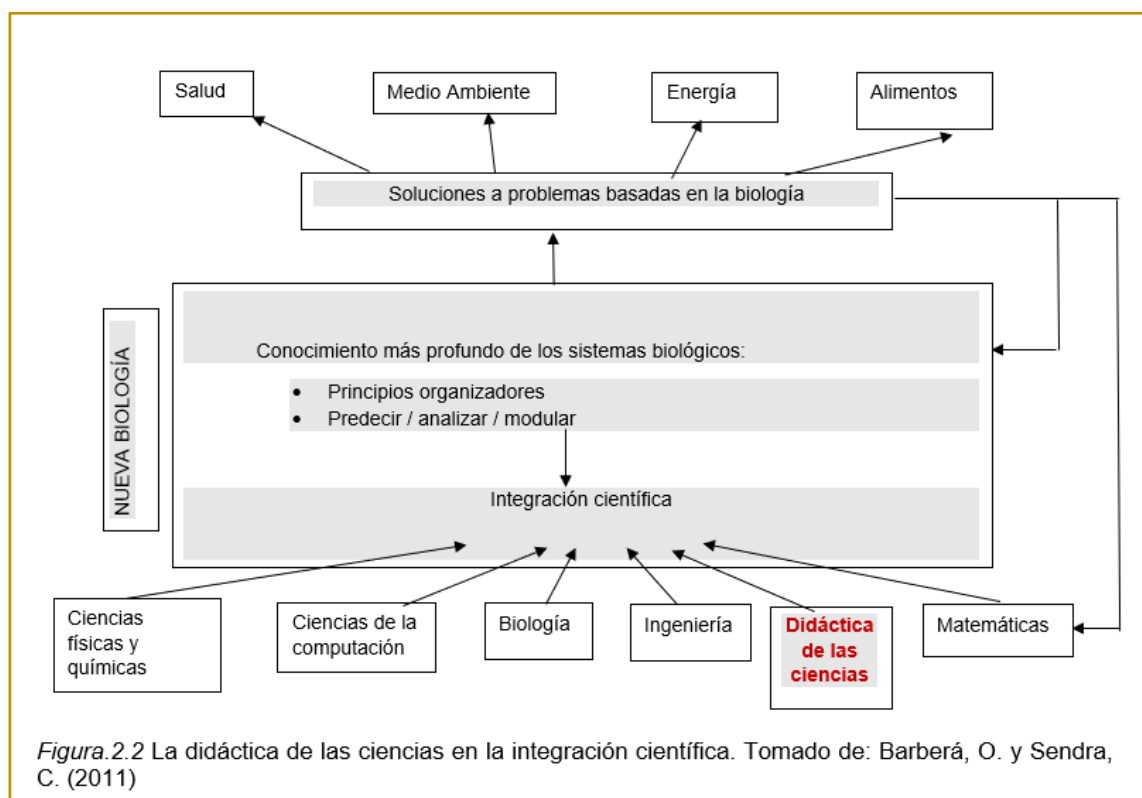 Salud
Medio Ambiente
Energía
Alimentos
Soluciones a problemas basadas en la biología
NUEVA BIOLOGÍA
Conocimiento más profundo de los sistemas biológicos:
• Principios organizadores
• Predecir / analizar / modular
Integración científica
Ciencias
físicas y
químicas
Ciencias de la
computación
Biología
Ingeniería
Didáctica
de las
ciencias
Matemáticas
Figura.2.2 La didáctica de las ciencias en la integración científica. Tomado de: Barberá, O. y Sendra,
C. (2011)